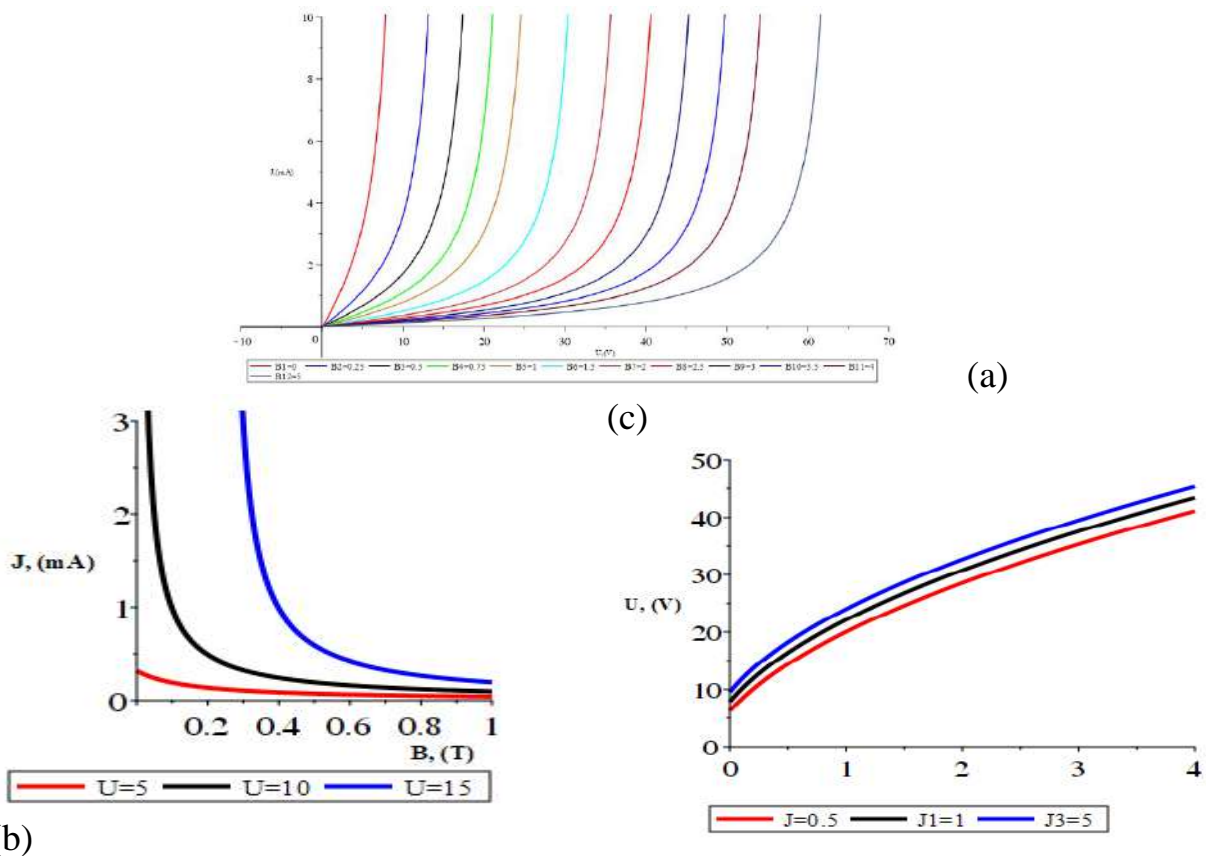 10
8
6
J,(mA)
4
2
−10 0 10 20 30 40 50 60 70
U,(V)
B1=0 B2=0.25 B3=0.5 B4=0.75 B5=1 B6=1.5 B7=2 B8=2.5 B9=3 B10=3.5 B11=4
B12=5
(a)
(c)
3
2
J, (mA)
1
0
0.2 0.4 0.6 0.8 1
B, (T)
U=5 U=10 U=15
(b)
50
40
30
U, (V)
20
10
0
0 1 2 3 4
J=0.5 J1=1 J3=5